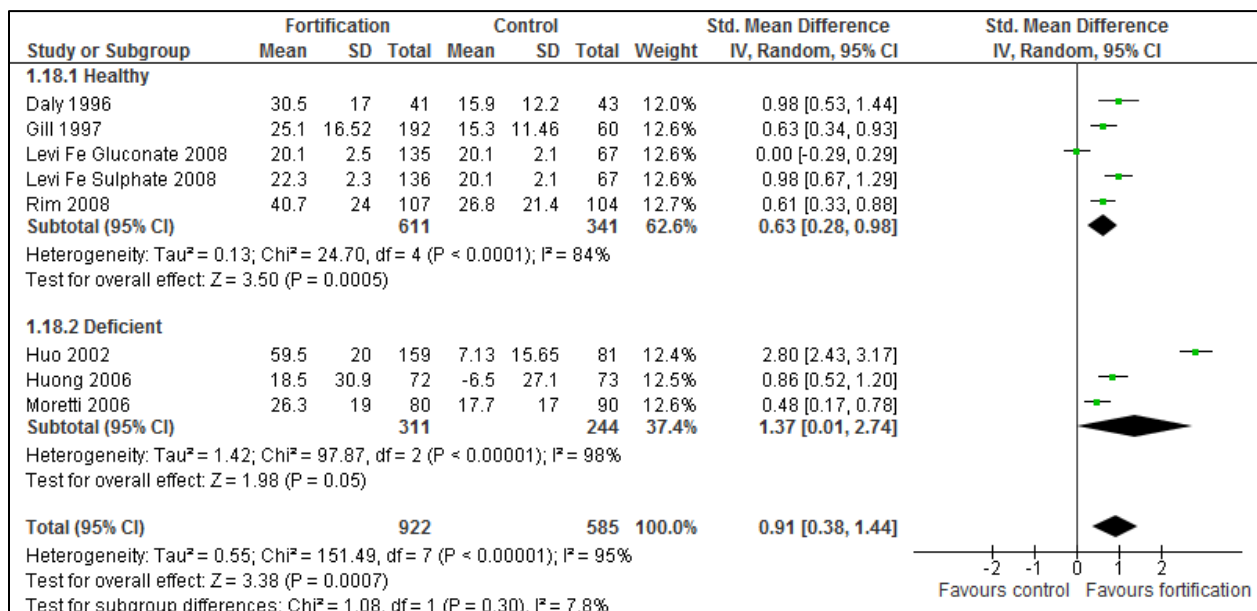 Fortification Control Std. Mean Difference Std. Mean Difference
Study or Subgroup Mean SD Total Mean SD Total Weight IV, Random, 95% CI IV, Random, 95% CI
1.18.1 Healthy
Daly 1996 30.5 17 41 15.9 12.2 43 12.0% 0.98 [0.53, 1.44]
Gill 1997 25.1 16.52 192 15.3 11.46 60 12.6% 0.63 [0.34, 0.93]
Levi Fe Gluconate 2008 20.1 2.5 135 20.1 2.1 67 12.6% 0.00 [-0.29, 0.29]
Levi Fe Sulphate 2008 22.3 2.3 136 20.1 2.1 67 12.6% 0.98 [0.67, 1.29]
Rim 2008 40.7 24 107 26.8 21.4 104 12.7% 0.61 [0.33, 0.88]
Subtotal (95% CI) 611 341 62.6% 0.63 [0.28, 0.98]
Heterogeneity: Tau² = 0.13; Chi² = 24.70, df = 4 (P < 0.0001); I² = 84%
Test for overall effect: Z = 3.50 (P = 0.0005)
1.18.2 Deficient
Huo 2002 59.5 20 159 7.13 15.65 81 12.4% 2.80 [2.43, 3.17]
Huong 2006 18.5 30.9 72 -6.5 27.1 73 12.5% 0.86 [0.52, 1.20]
Moretti 2006 26.3 19 80 17.7 17 90 12.6% 0.48 [0.17, 0.78]
Subtotal (95% CI) 311 244 37.4% 1.37 [0.01, 2.74]
Heterogeneity: Tau² = 1.42; Chi² = 97.87, df = 2 (P < 0.00001); I² = 98%
Test for overall effect: Z = 1.98 (P = 0.05)
Total (95% CI) 922 585 100.0% 0.91 [0.38, 1.44]
Heterogeneity: Tau² = 0.55; Chi² = 151.49, df = 7 (P < 0.00001); I² = 95%
Test for overall effect: Z = 3.38 (P = 0.0007)
Test for subgroup differences: Chi² = 1.08, df = 1 (P = 0.30), I² = 7.8%
-2 -1 0 1 2
Favours control Favours fortification